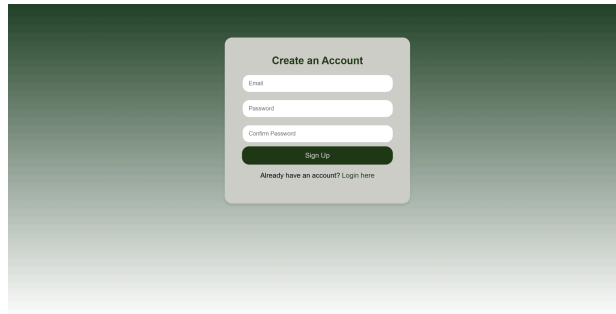 Create an Account
Email
Password
Confirm Password
Sign Up
Already have an account? Login here